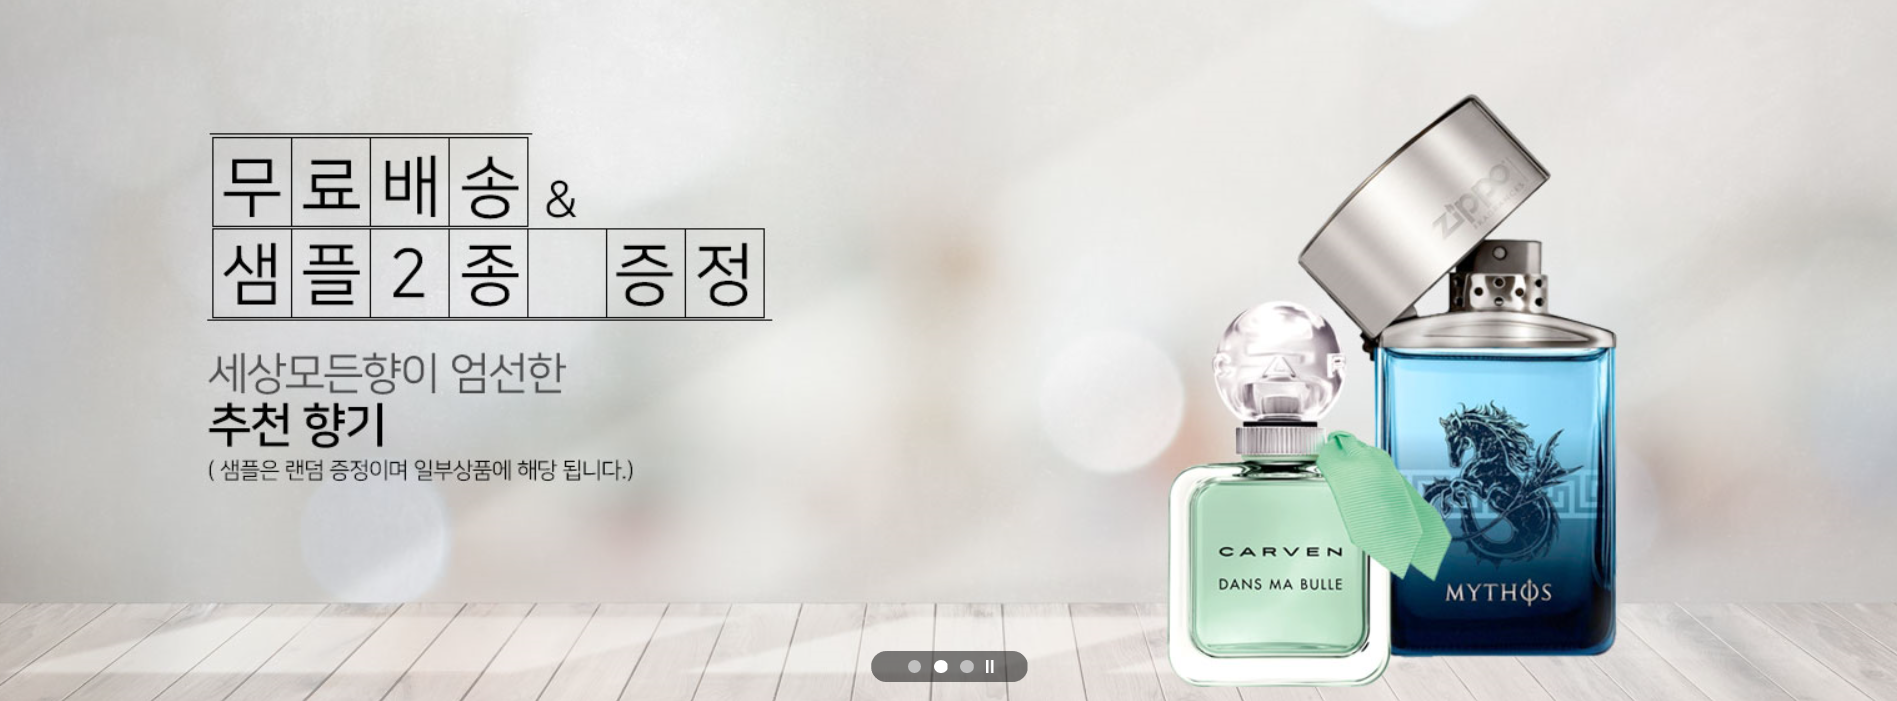 무료배송 &
샘플2종 증정
세상모든향이 엄선한
추천 향기
( 샘플은 랜덤 증정이며 일부상품에 해당 됩니다.)
zippo
CAR
CARVEN
DANS MA BULLE
MYTHOS